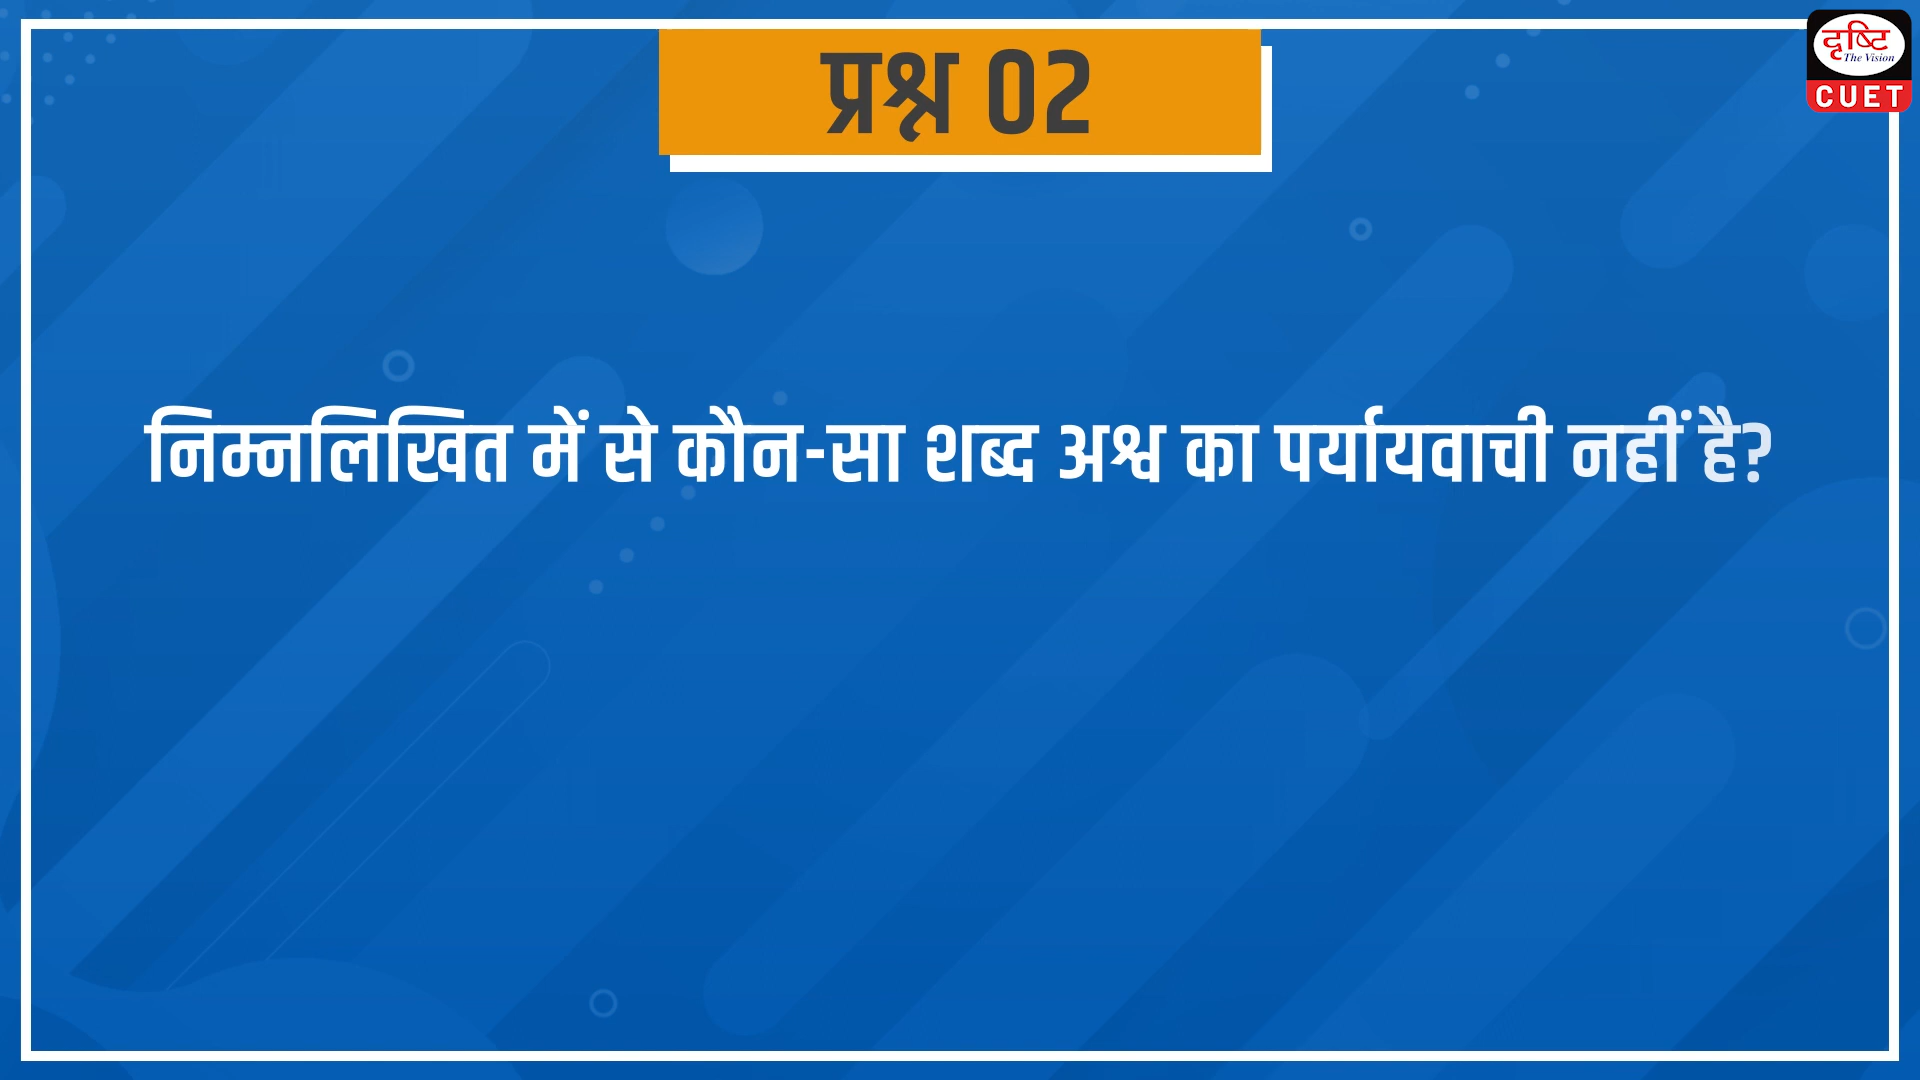 प्रश्न 02
दृष्टि
The Vision
CUET
निम्नलिखित में से कौन-सा शब्द अश्व का पर्यायवाची नहीं है?